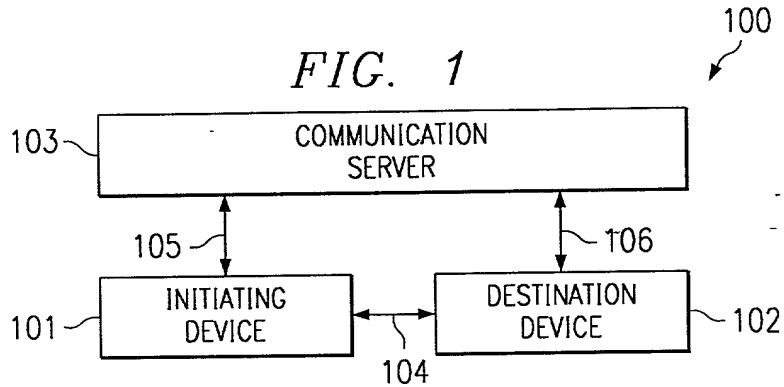 100
FIG. 1
103
COMMUNICATION
SERVER
105
106
101
INITIATING
DEVICE
DESTINATION
DEVICE
102
104